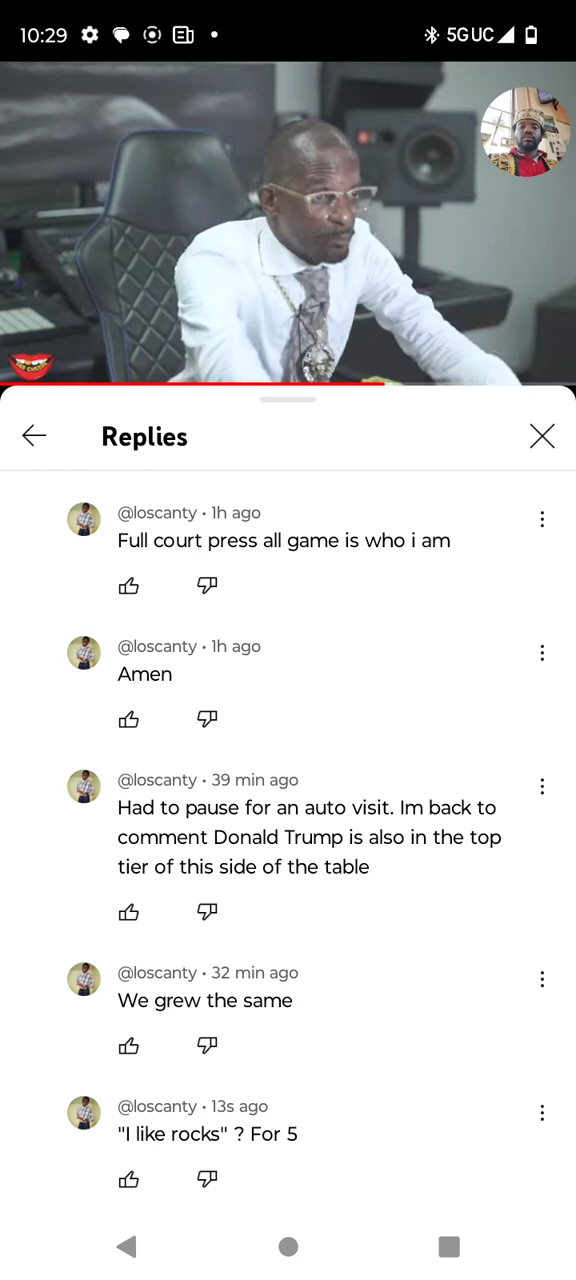 10:29
5G UC
Replies
@loscanty • 1h ago
Full court press all game is who i am
@loscanty • 1h ago
Amen
@loscanty • 39 min ago
Had to pause for an auto visit. Im back to
comment Donald Trump is also in the top
tier of this side of the table
@loscanty • 32 min ago
We grew the same
@loscanty • 13s ago
"I like rocks" ? For 5